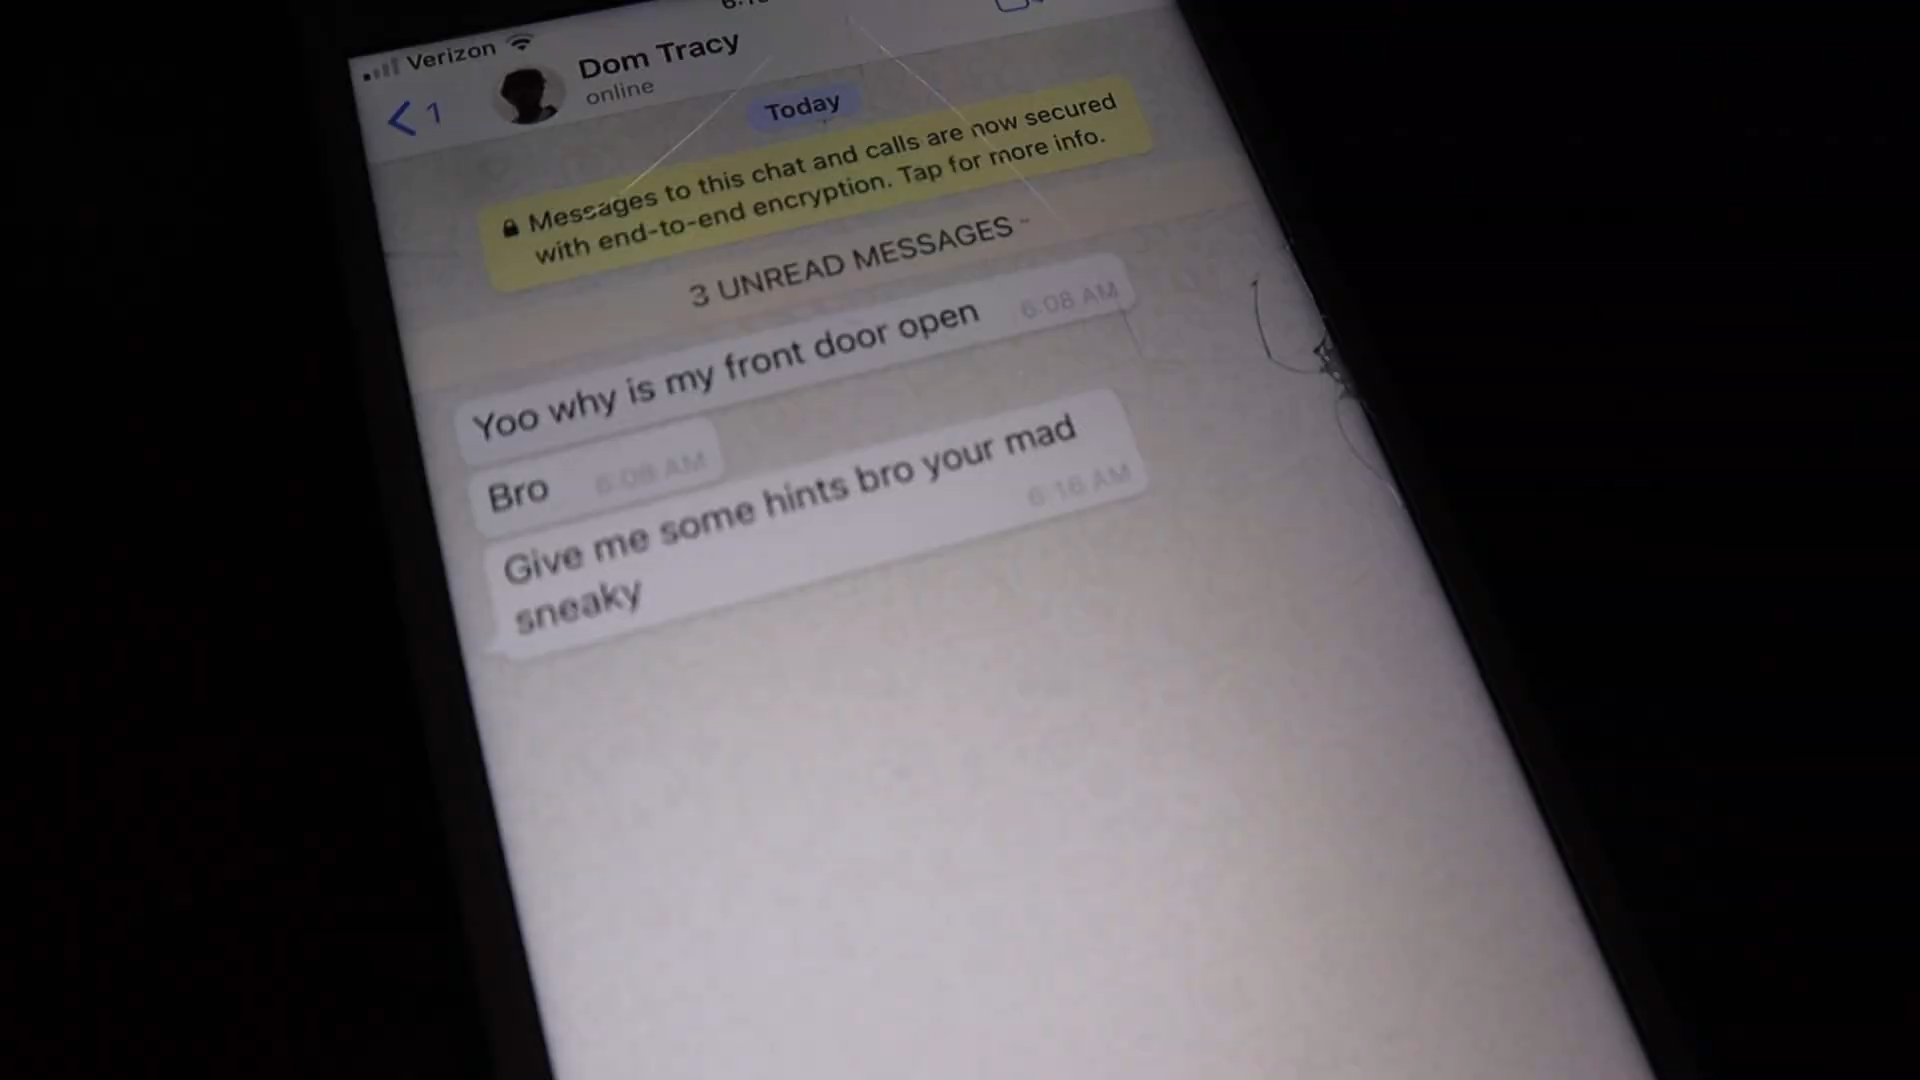 Verizon
Dom Tracy
online
1
Today
Messages to this chat and calls are now secured
with end-to-end encryption. Tap for more info.
3 UNREAD MESSAGES
Yoo why is my front door open 6:08 AM
Bro 6:08 AM
Give me some hints bro your mad
sneaky 6:16 AM